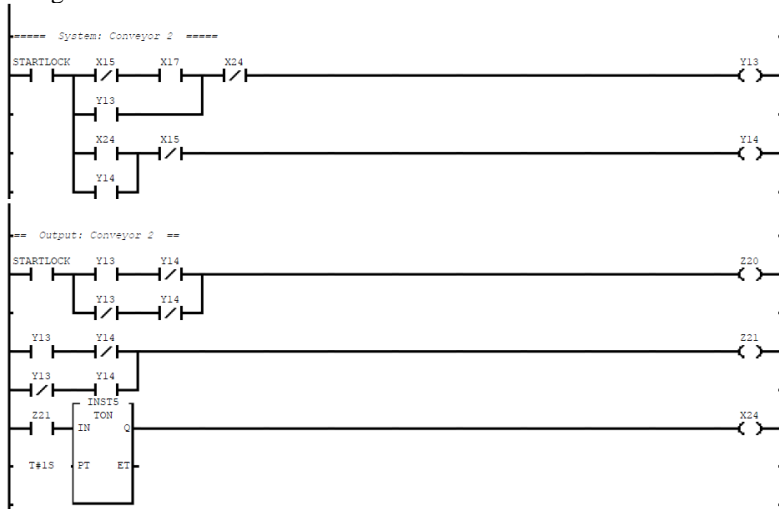 ===== System: Conveyor 2 =====
STARTLOCK X15 X17 X24 Y13
Y13
X24 X15 Y14
Y14
== Output: Conveyor 2 ==
STARTLOCK Y13 Y14 Z20
Y13 Y14
Y13 Y14 Z21
Y13 Y14
INST5
Z21 TON X24
IN Q
T#1S PT ET